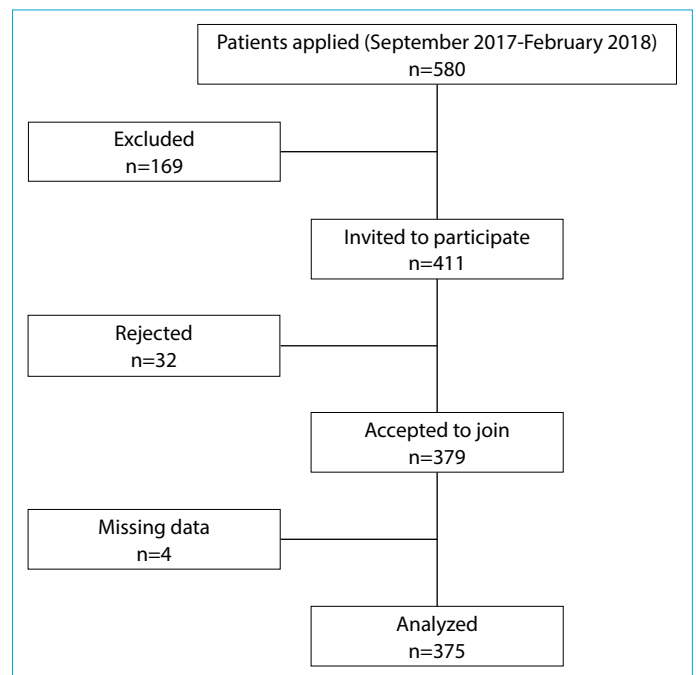 Patients applied (September 2017-February 2018)
n=580
Excluded
n=169
Invited to participate
n=411
Rejected
n=32
Accepted to join
n=379
Missing data
n=4
Analyzed
n=375